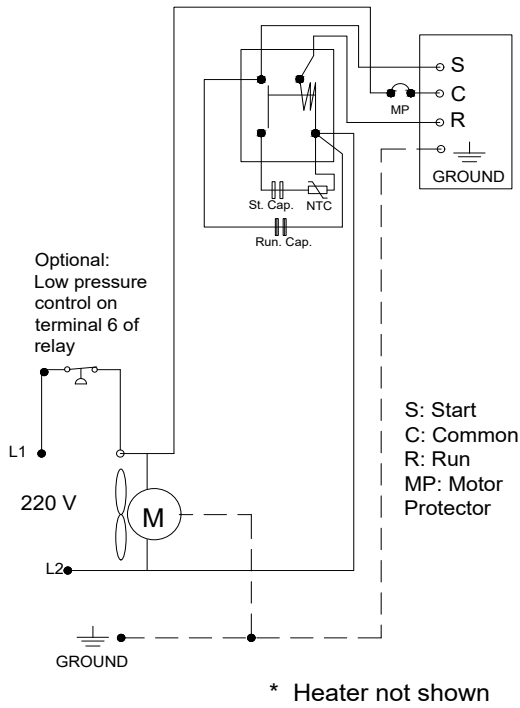 S
C
MP
R
GROUND
St. Cap.
NTC
Run. Cap.
Optional:
Low pressure
control on
terminal 6 of
relay
S: Start
C: Common
R: Run
MP: Motor
Protector
L1
220 V
M
L2
GROUND
* Heater not shown